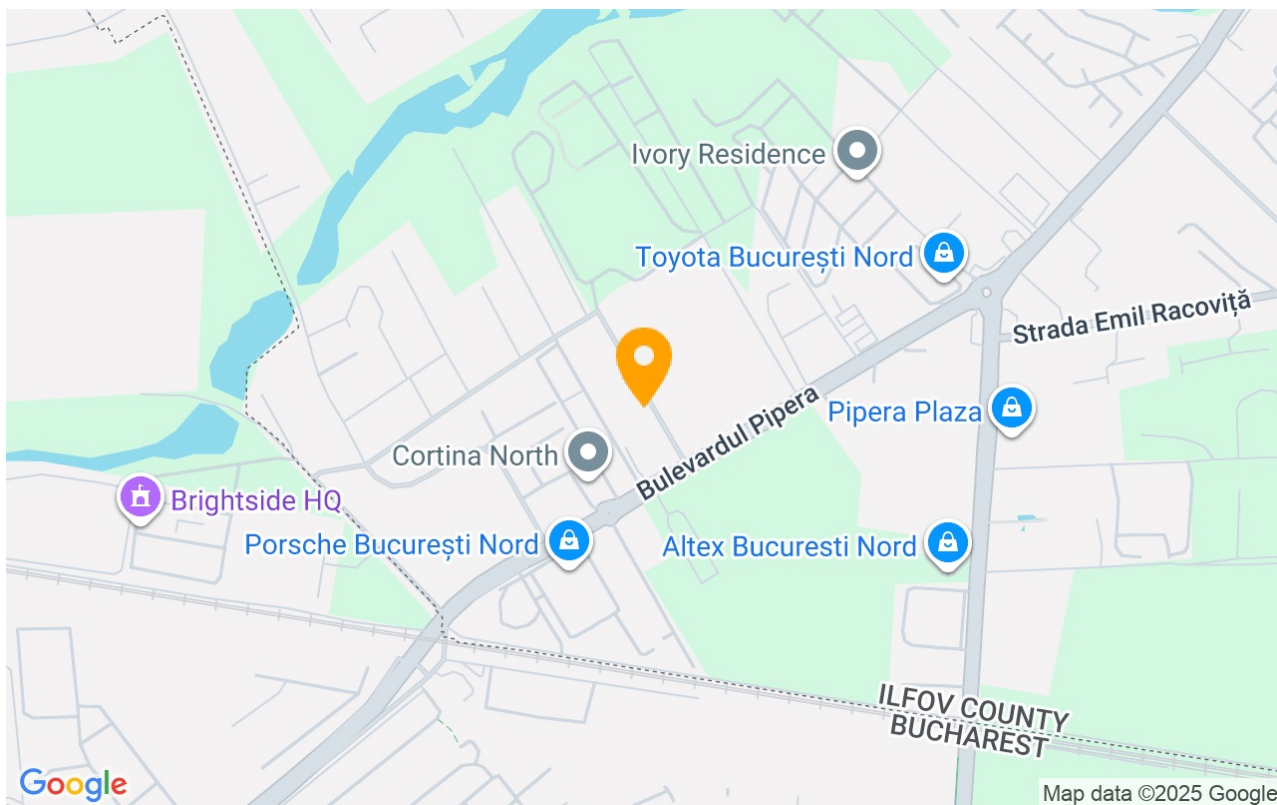 Ivory Residence
Toyota București Nord
Strada Emil Racoviță
Bulevardul Pipera
Pipera Plaza
Cortina North
Brightside HQ
Porsche București Nord
Altex Bucuresti Nord
ILFOV COUNTY
BUCHAREST
Google
Map data ©2025 Google